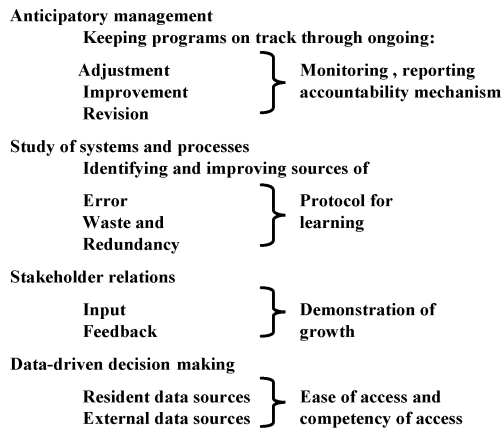 Anticipatory management
Keeping programs on track through ongoing:
Adjustment
Improvement
Revision
Monitoring , reporting
accountability mechanism
Study of systems and processes
Identifying and improving sources of
Error
Waste and
Redundancy
Protocol for
learning
Stakeholder relations
Input
Feedback
Demonstration of
growth
Data-driven decision making
Resident data sources
External data sources
Ease of access and
competency of access